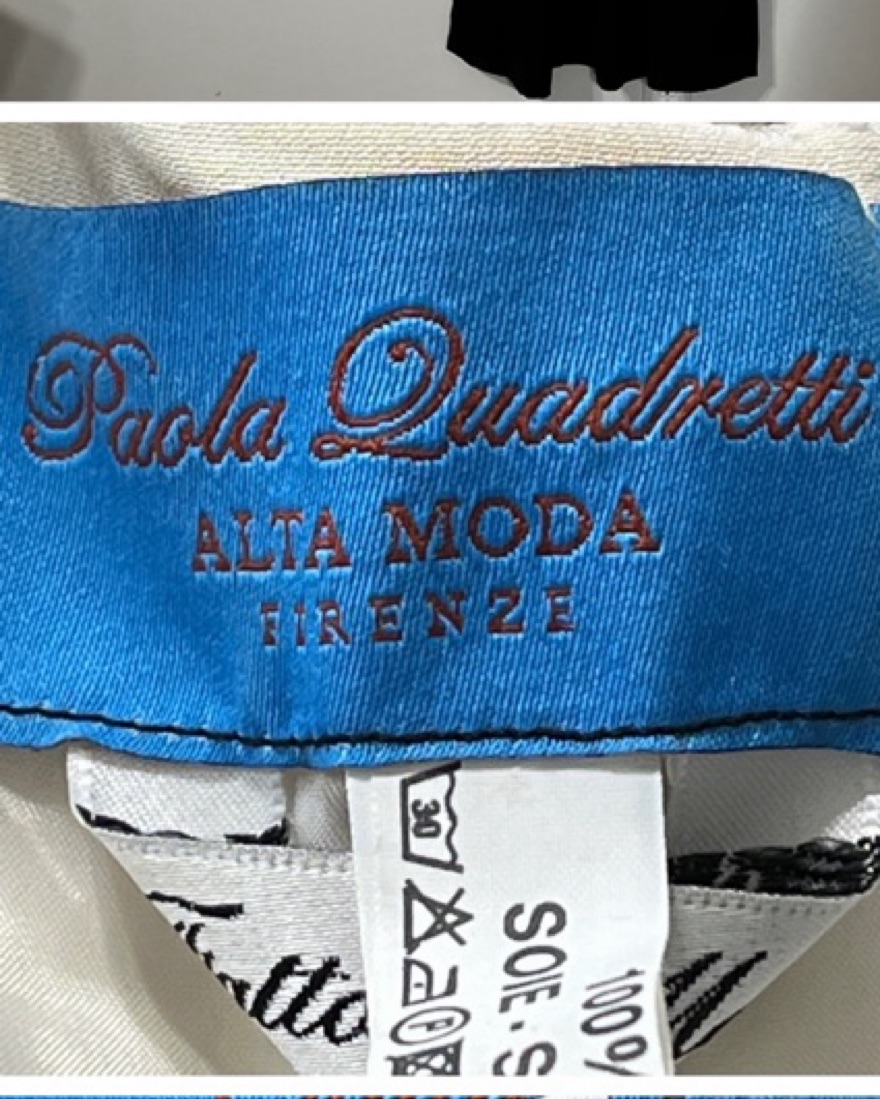 Paola Quadretti
ALTA MODA
FIRENZE
30
100%
SOIE - S